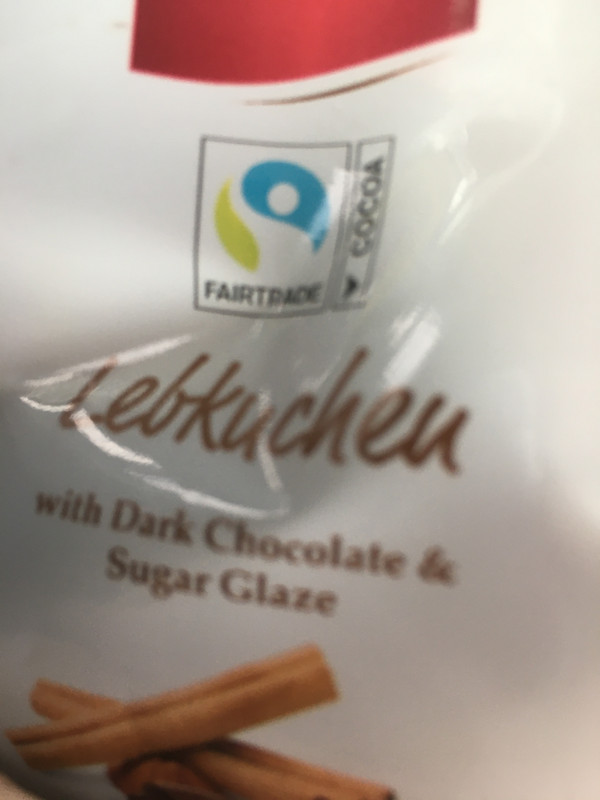 FAIRTRADE
COCOA
Lebkuchen
with Dark Chocolate &
Sugar Glaze